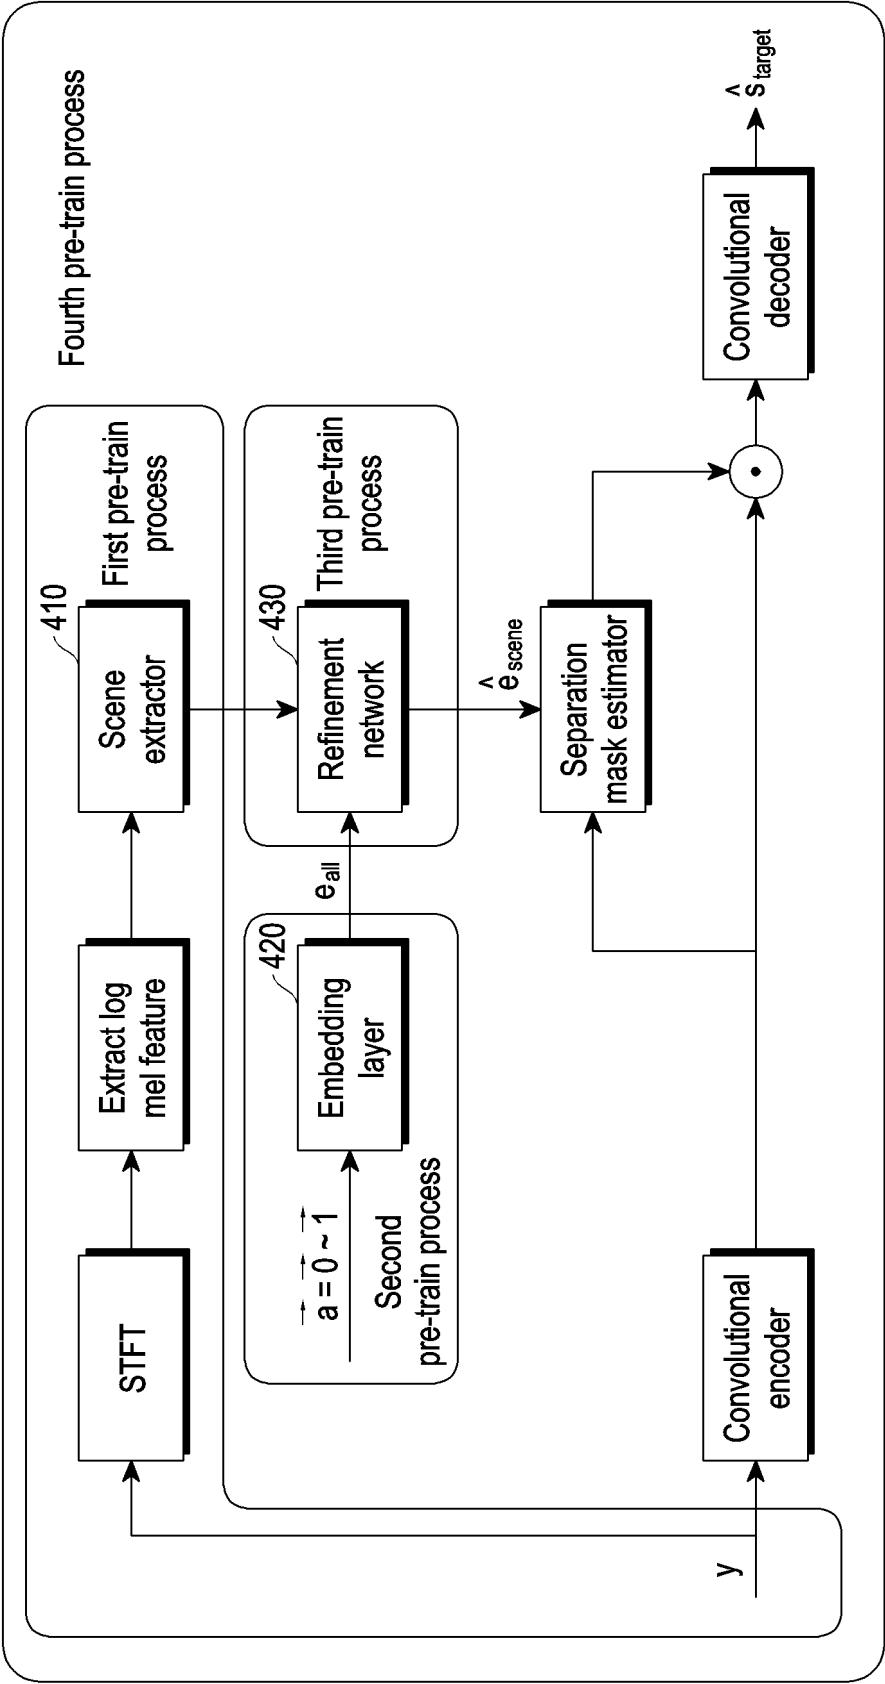 Fourth pre-train process
STFT
Extract log
mel feature
410
Scene
extractor
First pre-train
process
a⃗ = 0⃗ ~ 1⃗
Second
pre-train process
420
Embedding
layer
e_all
430
Refinement
network
Third pre-train
process
ê_scene
Separation
mask estimator
y
Convolutional
encoder
Convolutional
decoder
ŝ_target